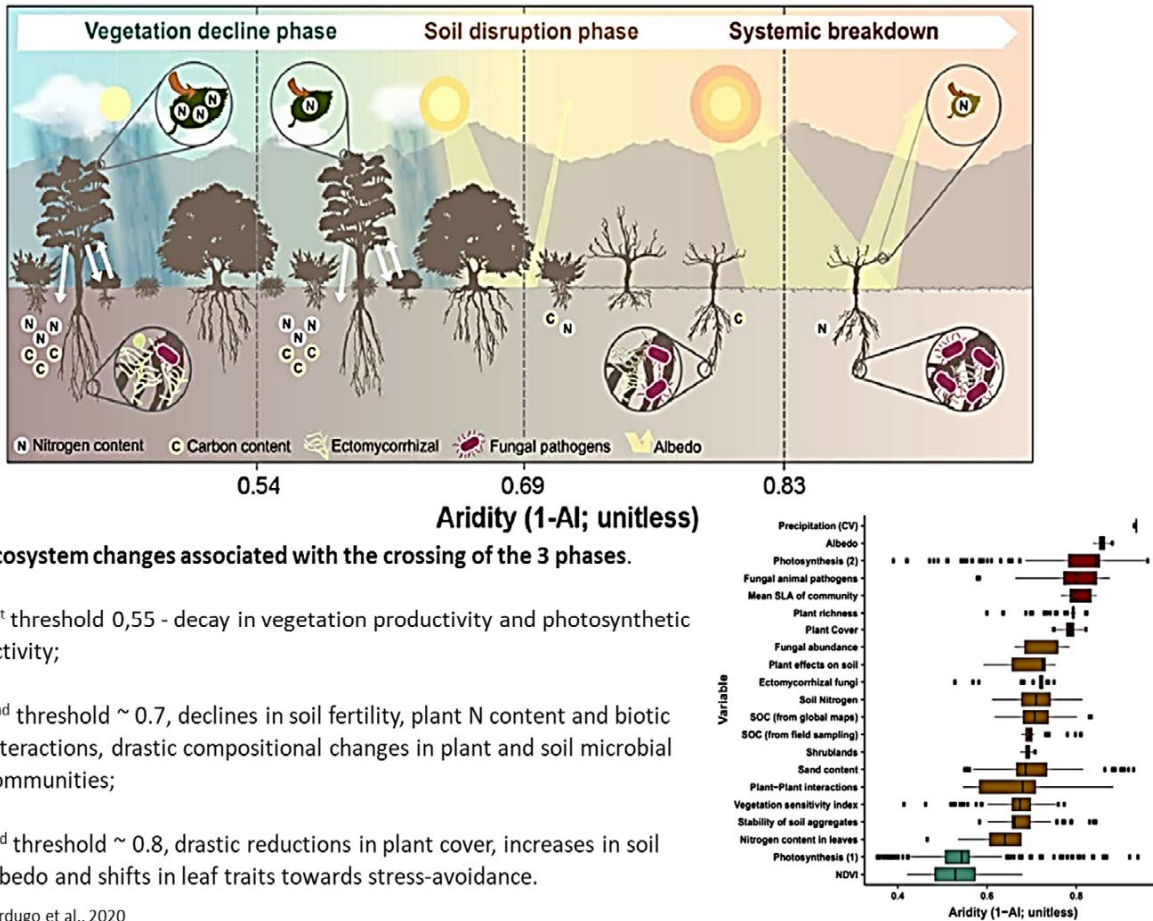 Vegetation decline phase
Soil disruption phase
Systemic breakdown
N N N
N
N
N N N C C C
N N N C C C
C N
C
N
N Nitrogen content
C Carbon content
Ectomycorrhizal
Fungal pathogens
Albedo
0.54
0.69
0.83
Aridity (1-AI; unitless)
cosystem changes associated with the crossing of the 3 phases.
t threshold 0,55 - decay in vegetation productivity and photosynthetic
ctivity;
nd threshold ~ 0.7, declines in soil fertility, plant N content and biotic
teractions, drastic compositional changes in plant and soil microbial
ommunities;
d threshold ~ 0.8, drastic reductions in plant cover, increases in soil
bedo and shifts in leaf traits towards stress-avoidance.
rdugo et al., 2020
Variable
Precipitation (CV)
Albedo
Photosynthesis (2)
Fungal animal pathogens
Mean SLA of community
Plant richness
Plant Cover
Fungal abundance
Plant effects on soil
Ectomycorrhizal fungi
Soil Nitrogen
SOC (from global maps)
SOC (from field sampling)
Shrublands
Sand content
Plant-Plant interactions
Vegetation sensitivity index
Stability of soil aggregates
Nitrogen content in leaves
Photosynthesis (1)
NDVI
0.4
0.6
0.8
Aridity (1-AI; unitless)